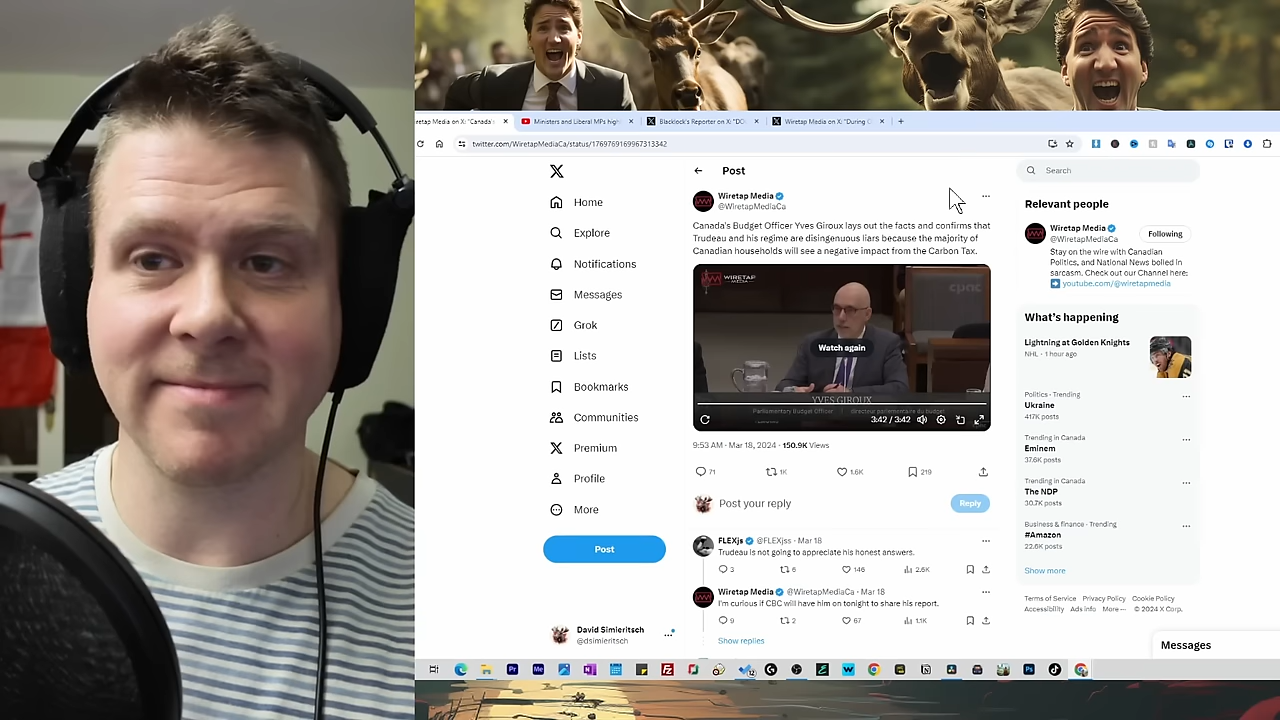 Wiretap Media on X: "Canada's
Ministers and Liberal MPs high
Blacklock's Reporter on X: "DO
Wiretap Media on X: "During
twitter.com/WiretapMediaCa/status/1769769169967313342
Post
Search
Wiretap Media
@WiretapMediaCa
Canada's Budget Officer Yves Giroux lays out the facts and confirms that
Trudeau and his regime are disingenuous liars because the majority of
Canadian households will see a negative impact from the Carbon Tax.
WIRETAP
MEDIA
cpac
Watch again
YVES GIROUX
Parliamentary Budget Officer
directeur parlementaire du budget
3:42 / 3:42
9:53 AM · Mar 18, 2024 · 150.9K Views
71
1K
1.6K
219
Post your reply
Reply
FLEXjs @FLEXjss · Mar 18
Trudeau is not going to appreciate his honest answers.
3
6
146
2.6K
Wiretap Media @WiretapMediaCa · Mar 18
I'm curious if CBC will have him on tonight to share his report.
9
2
67
1.1K
Show replies
Home
Explore
Notifications
Messages
Grok
Lists
Bookmarks
Communities
Premium
Profile
More
Post
David Simleritsch
@dsimleritsch
Relevant people
Wiretap Media
@WiretapMediaCa
Following
Stay on the wire with Canadian
Politics, and National News boiled in
sarcasm. Check out our Channel here:
youtube.com/@wiretapmedia
What's happening
Lightning at Golden Knights
NHL · 1 hour ago
Politics · Trending
Ukraine
417K posts
Trending in Canada
Eminem
37.6K posts
Trending in Canada
The NDP
30.7K posts
Business & finance · Trending
#Amazon
22.6K posts
Show more
Terms of Service Privacy Policy Cookie Policy
Accessibility Ads info More ··· © 2024 X Corp.
Messages